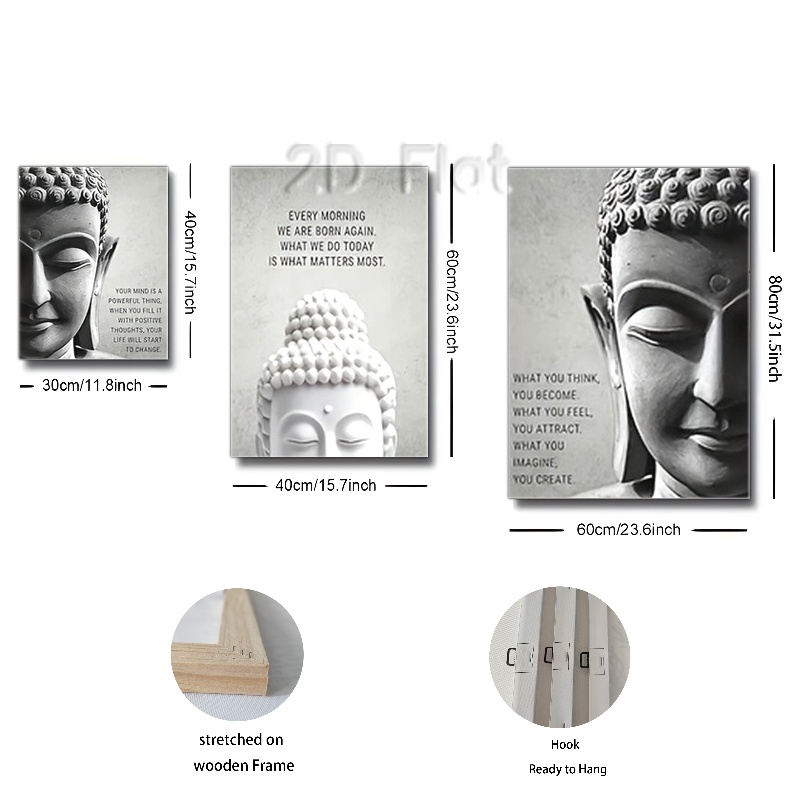 2D Flat
YOUR MIND IS A
POWERFUL THING,
WHEN YOU FILL IT
WITH POSITIVE
THOUGHTS, YOUR
LIFE WILL START
TO CHANGE.
40cm/15.7inch
30cm/11.8inch
EVERY MORNING
WE ARE BORN AGAIN.
WHAT WE DO TODAY
IS WHAT MATTERS MOST.
60cm/23.6inch
40cm/15.7inch
WHAT YOU THINK,
YOU BECOME.
WHAT YOU FEEL,
YOU ATTRACT.
WHAT YOU
IMAGINE,
YOU CREATE.
80cm/31.5inch
60cm/23.6inch
stretched on
wooden Frame
Hook
Ready to Hang